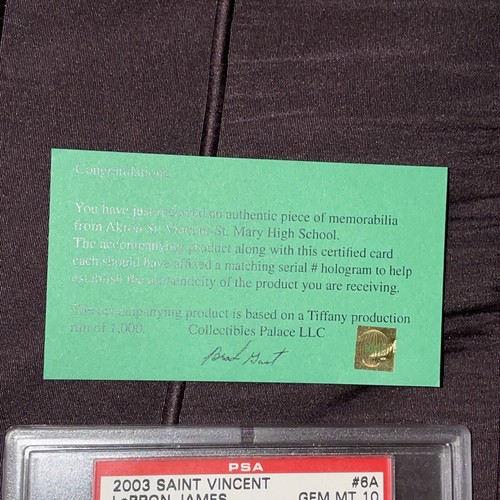 Congratulations,
You have just received an authentic piece of memorabilia
from Akron St. Vincent-St. Mary High School.
The accompanying product along with this certified card
each should have affixed a matching serial # hologram to help
establish the authenticity of the product you are receiving.
The accompanying product is based on a Tiffany production
run of 1,000. Collectibles Palace LLC
PSA
2003 SAINT VINCENT #6A
LeBRON JAMES GEM MT 10